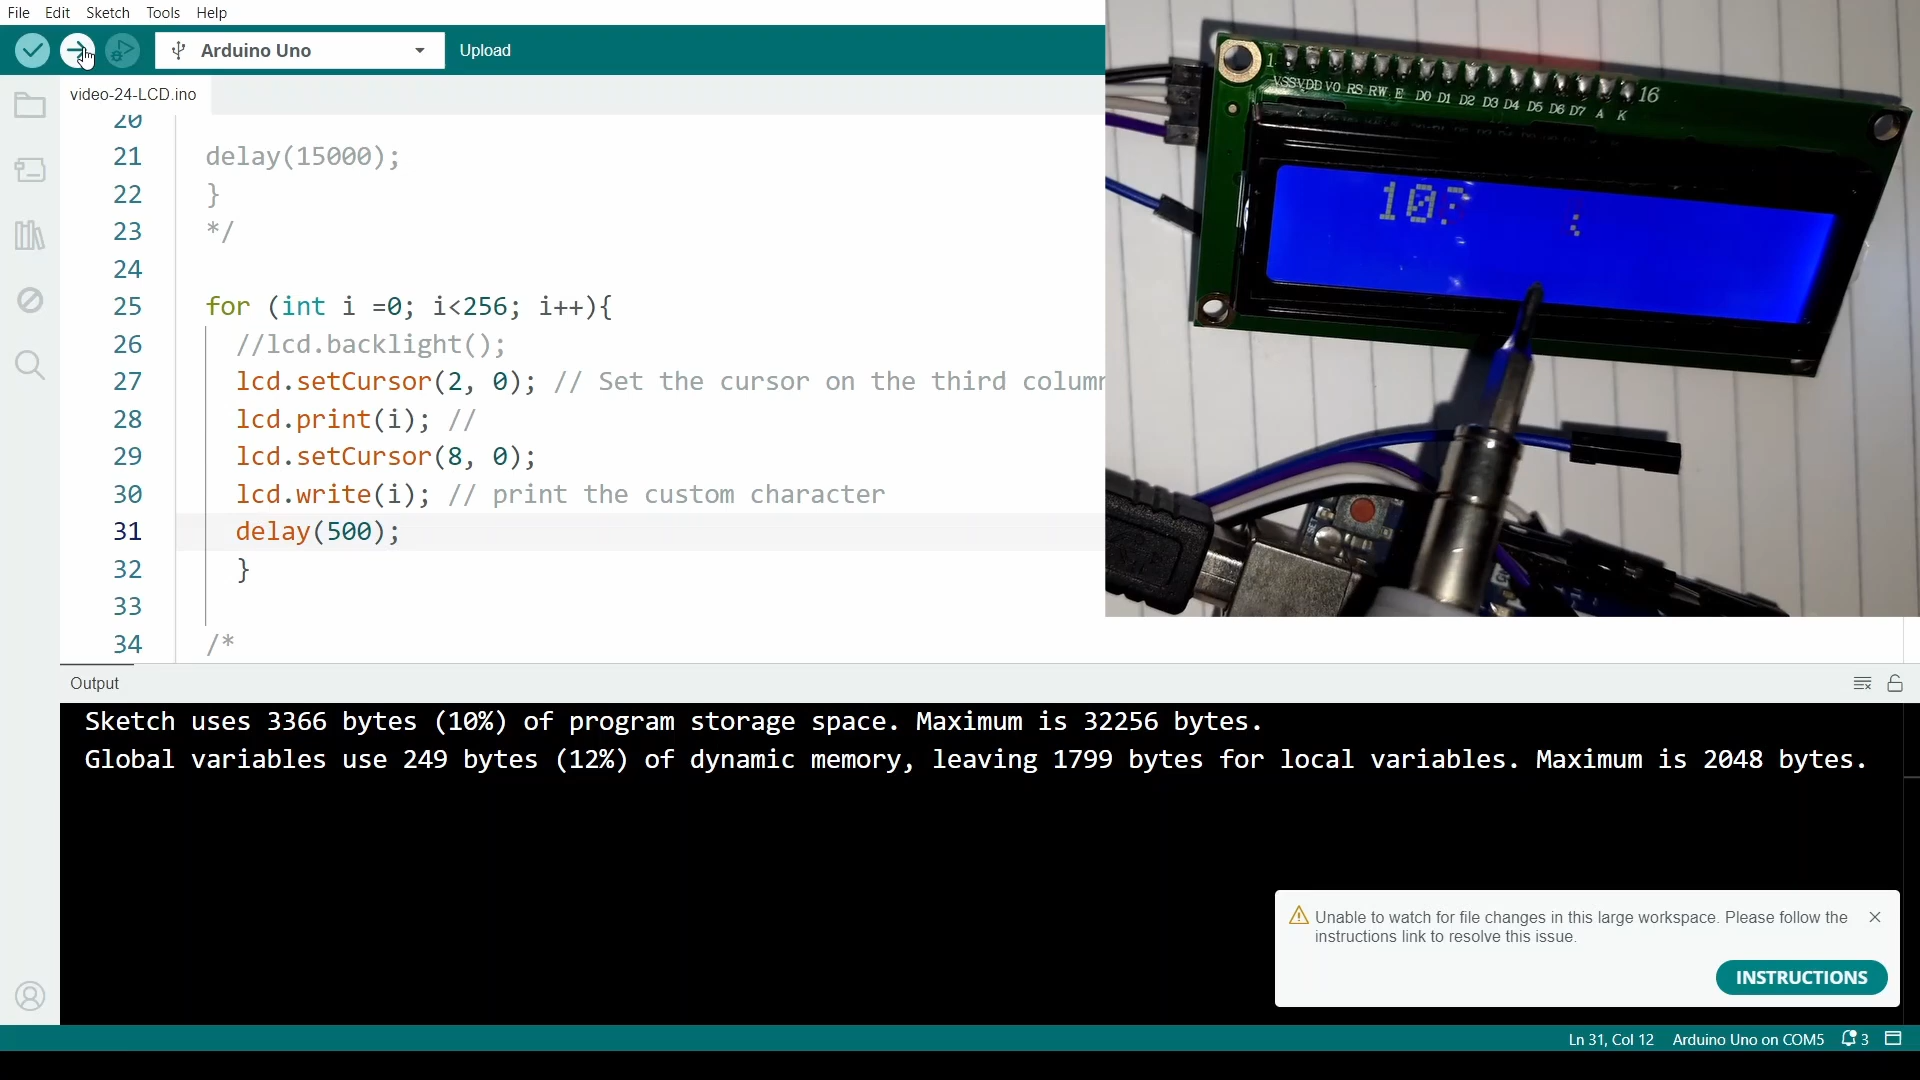 File Edit Sketch Tools Help
Arduino Uno
Upload
video-24-LCD.ino
20
21 delay(15000);
22 }
23 */
24
25 for (int i =0; i<256; i++){
26 //lcd.backlight();
27 lcd.setCursor(2, 0); // Set the cursor on the third column
28 lcd.print(i); //
29 lcd.setCursor(8, 0);
30 lcd.write(i); // print the custom character
31 delay(500);
32 }
33
34 /*
1 16
VSS VDD VO RS RW E D0 D1 D2 D3 D4 D5 D6 D7 A K
Output
Sketch uses 3366 bytes (10%) of program storage space. Maximum is 32256 bytes.
Global variables use 249 bytes (12%) of dynamic memory, leaving 1799 bytes for local variables. Maximum is 2048 bytes.
Unable to watch for file changes in this large workspace. Please follow the
instructions link to resolve this issue.
INSTRUCTIONS
Ln 31, Col 12 Arduino Uno on COM5 3